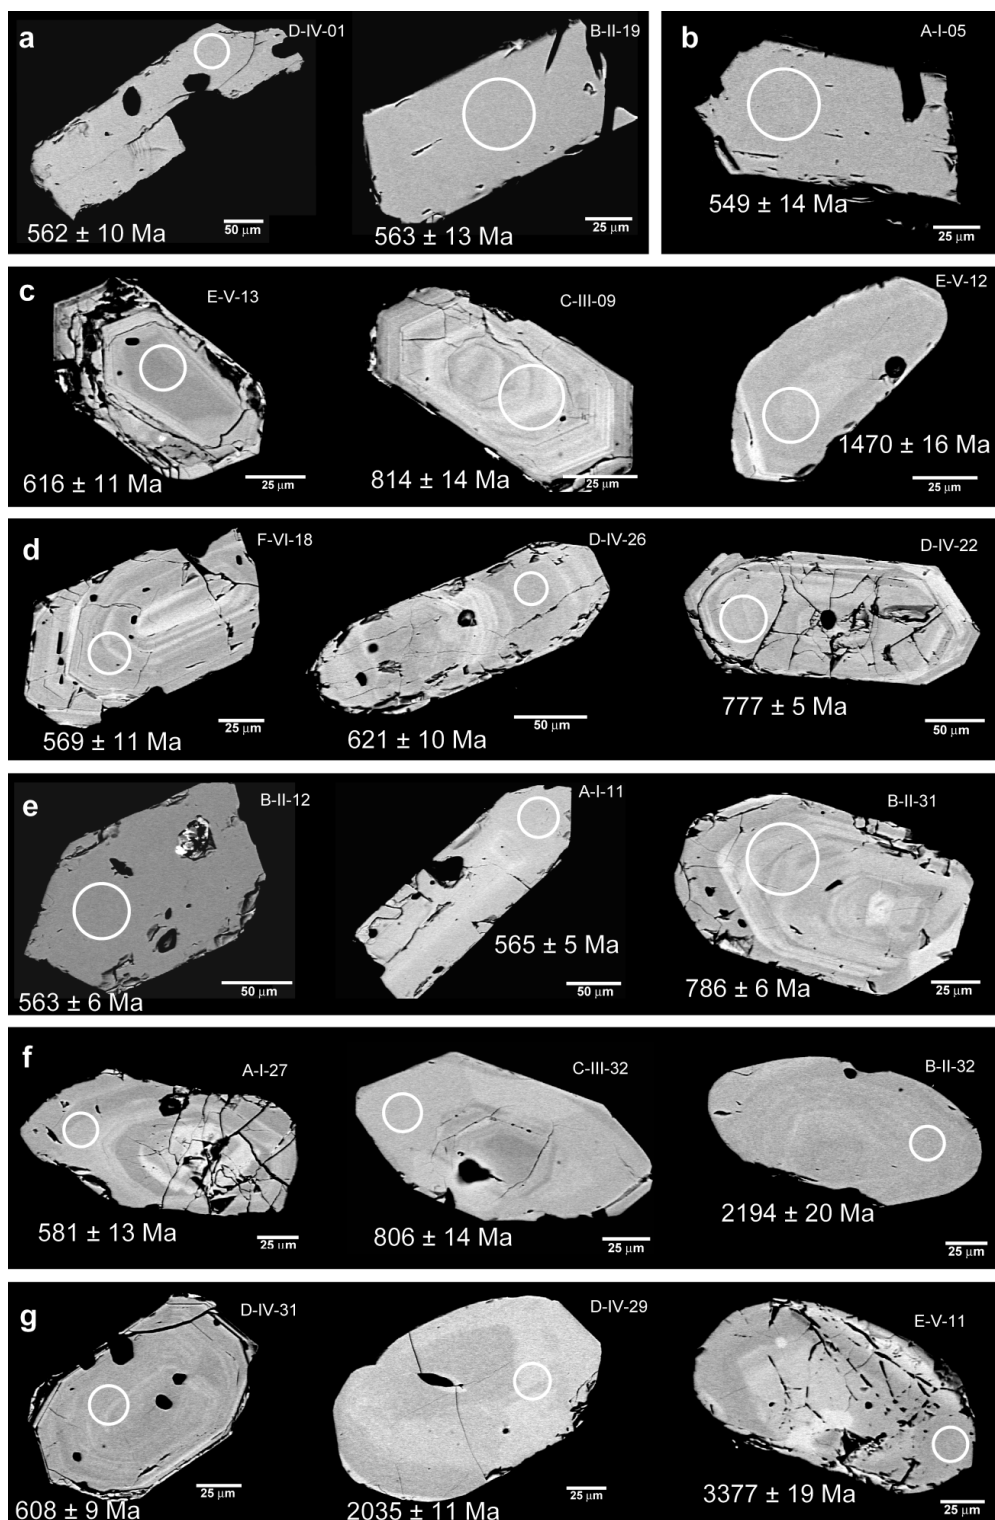 a
D-IV-01
562 ± 10 Ma
50 μm
B-II-19
563 ± 13 Ma
25 μm
b
A-I-05
549 ± 14 Ma
25 μm
c
E-V-13
616 ± 11 Ma
25 μm
C-III-09
814 ± 14 Ma
25 μm
E-V-12
1470 ± 16 Ma
25 μm
d
F-VI-18
569 ± 11 Ma
25 μm
D-IV-26
621 ± 10 Ma
50 μm
D-IV-22
777 ± 5 Ma
50 μm
e
B-II-12
563 ± 6 Ma
50 μm
A-I-11
565 ± 5 Ma
50 μm
B-II-31
786 ± 6 Ma
25 μm
f
A-I-27
581 ± 13 Ma
25 μm
C-III-32
806 ± 14 Ma
25 μm
B-II-32
2194 ± 20 Ma
25 μm
g
D-IV-31
608 ± 9 Ma
25 μm
D-IV-29
2035 ± 11 Ma
25 μm
E-V-11
3377 ± 19 Ma
25 μm